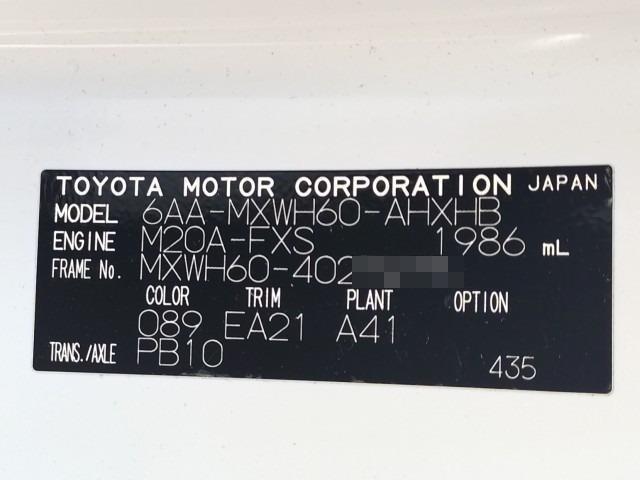 TOYOTA MOTOR CORPORATION JAPAN
MODEL 6AA-MXWH60-AHXHB
ENGINE M20A-FXS 1986 mL
FRAME No. MXWH60-402
COLOR TRIM PLANT OPTION
089 EA21 A41
TRANS./AXLE PB10
435